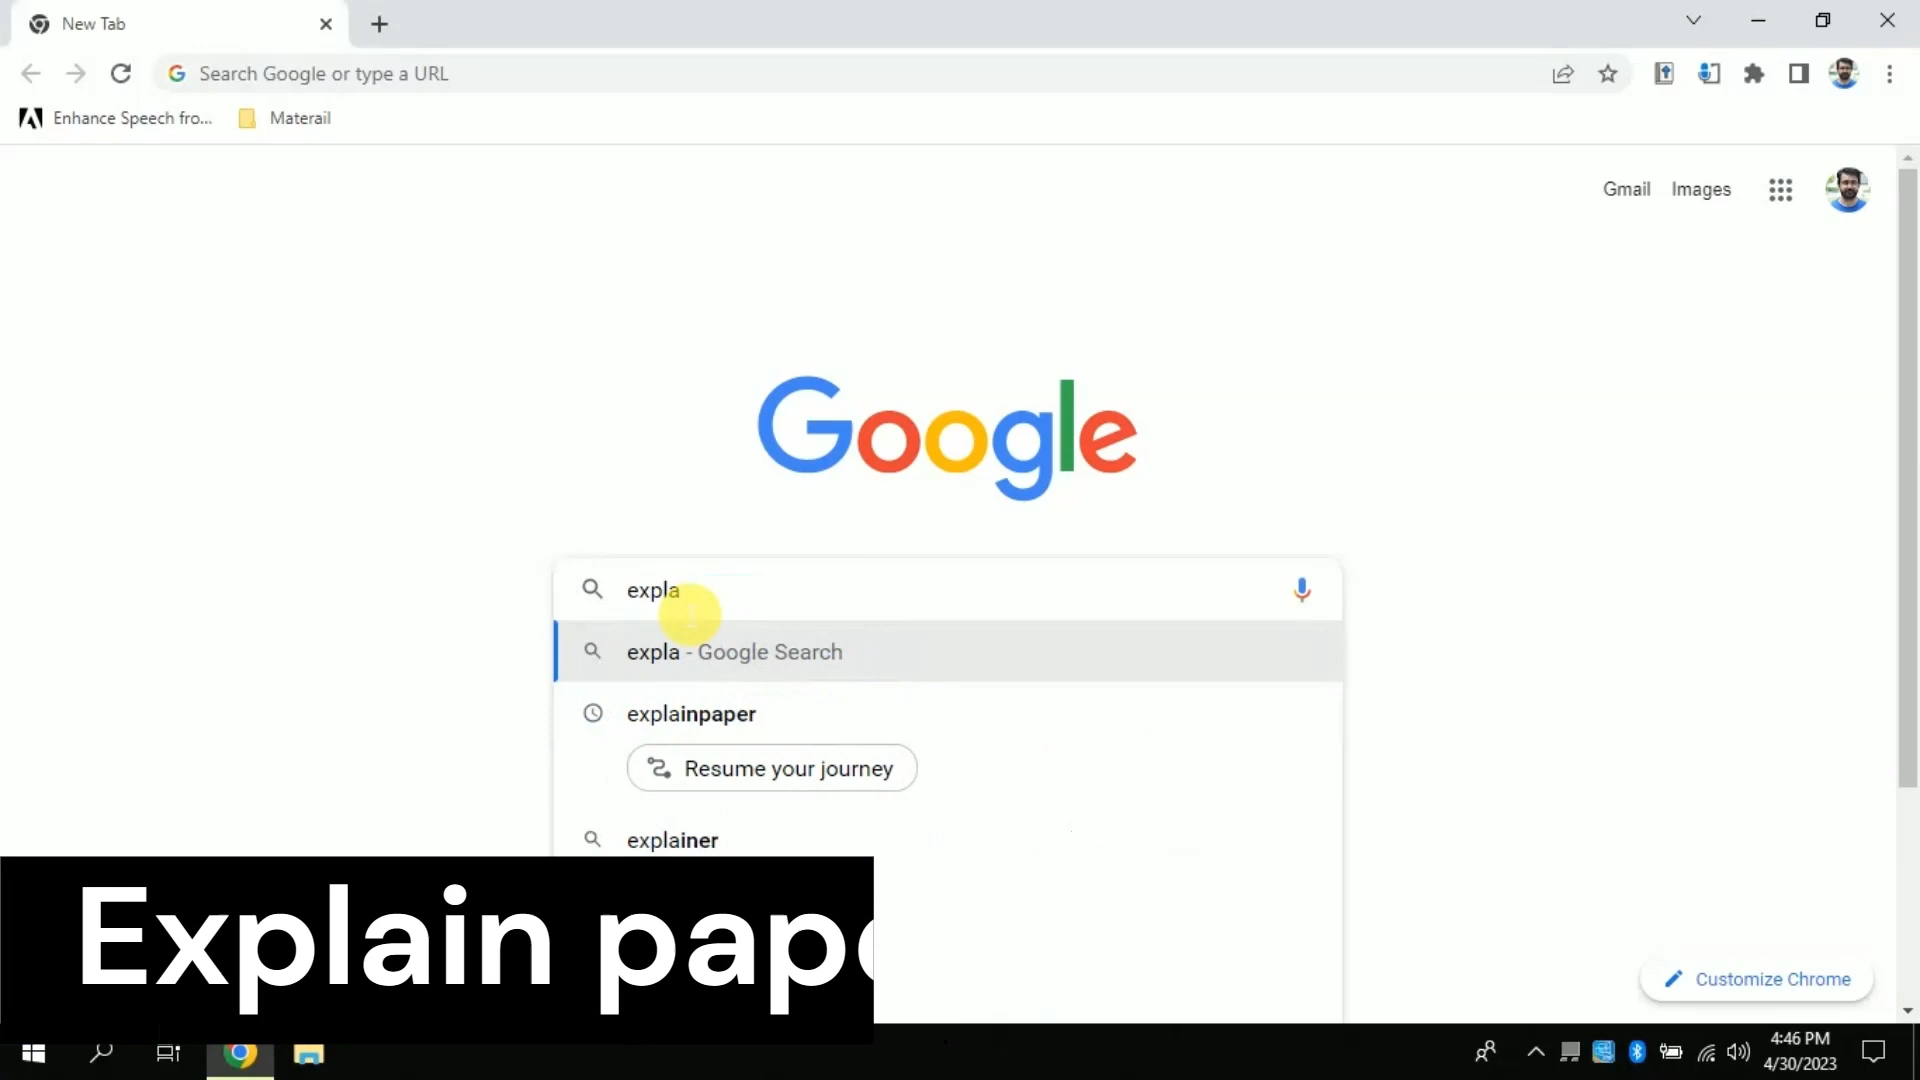 New Tab
Search Google or type a URL
Enhance Speech fro...
Materail
Gmail
Images
Google
expla
expla - Google Search
explainpaper
Resume your journey
explainer
Explain pap
Customize Chrome
4:46 PM
4/30/2023